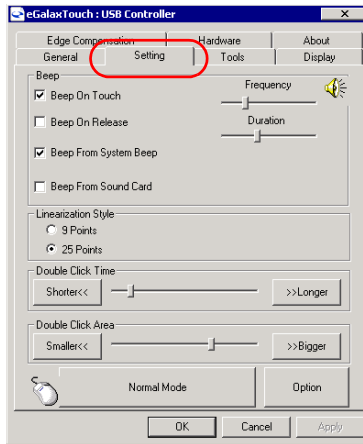 eGalaxTouch : USB Controller
Edge Compensation Hardware About
General Setting Tools Display
Beep
Beep On Touch
Frequency
Beep On Release
Duration
Beep From System Beep
Beep From Sound Card
Linearization Style
9 Points
25 Points
Double Click Time
Shorter<< >>Longer
Double Click Area
Smaller<< >>Bigger
Normal Mode Option
OK Cancel Apply